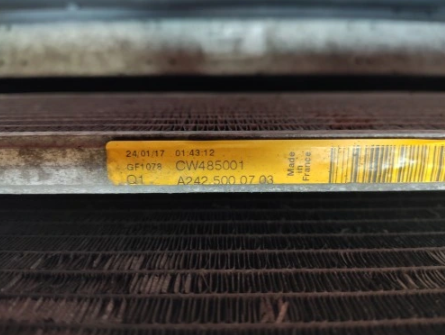 24/01/17 01:43:12
GF1078 CW485001
Q1 A242 500 07 03
Made
in
France